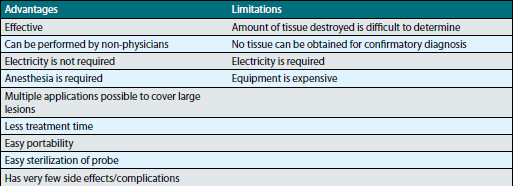 Advantages Limitations
Effective Amount of tissue destroyed is difficult to determine
Can be performed by non-physicians No tissue can be obtained for confirmatory diagnosis
Electricity is not required Electricity is required
Anesthesia is required Equipment is expensive
Multiple applications possible to cover large
lesions
Less treatment time
Easy portability
Easy sterilization of probe
Has very few side effects/complications